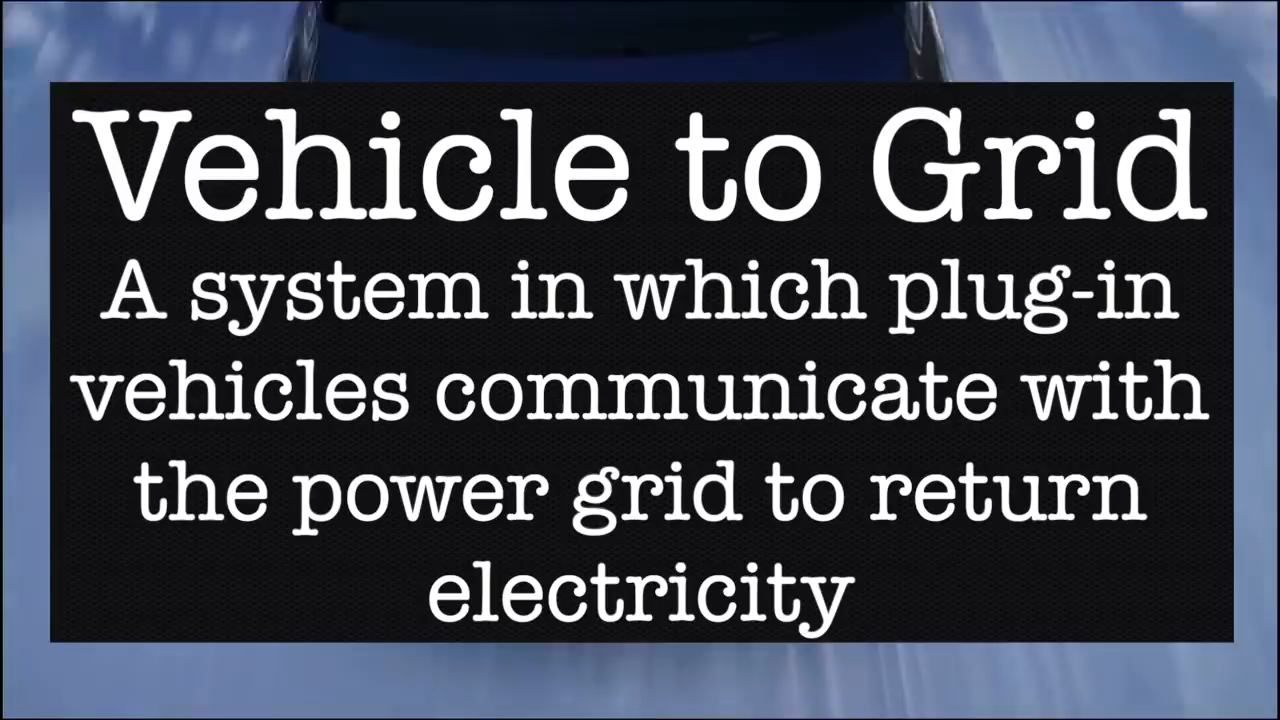 Vehicle to Grid
A system in which plug-in
vehicles communicate with
the power grid to return
electricity